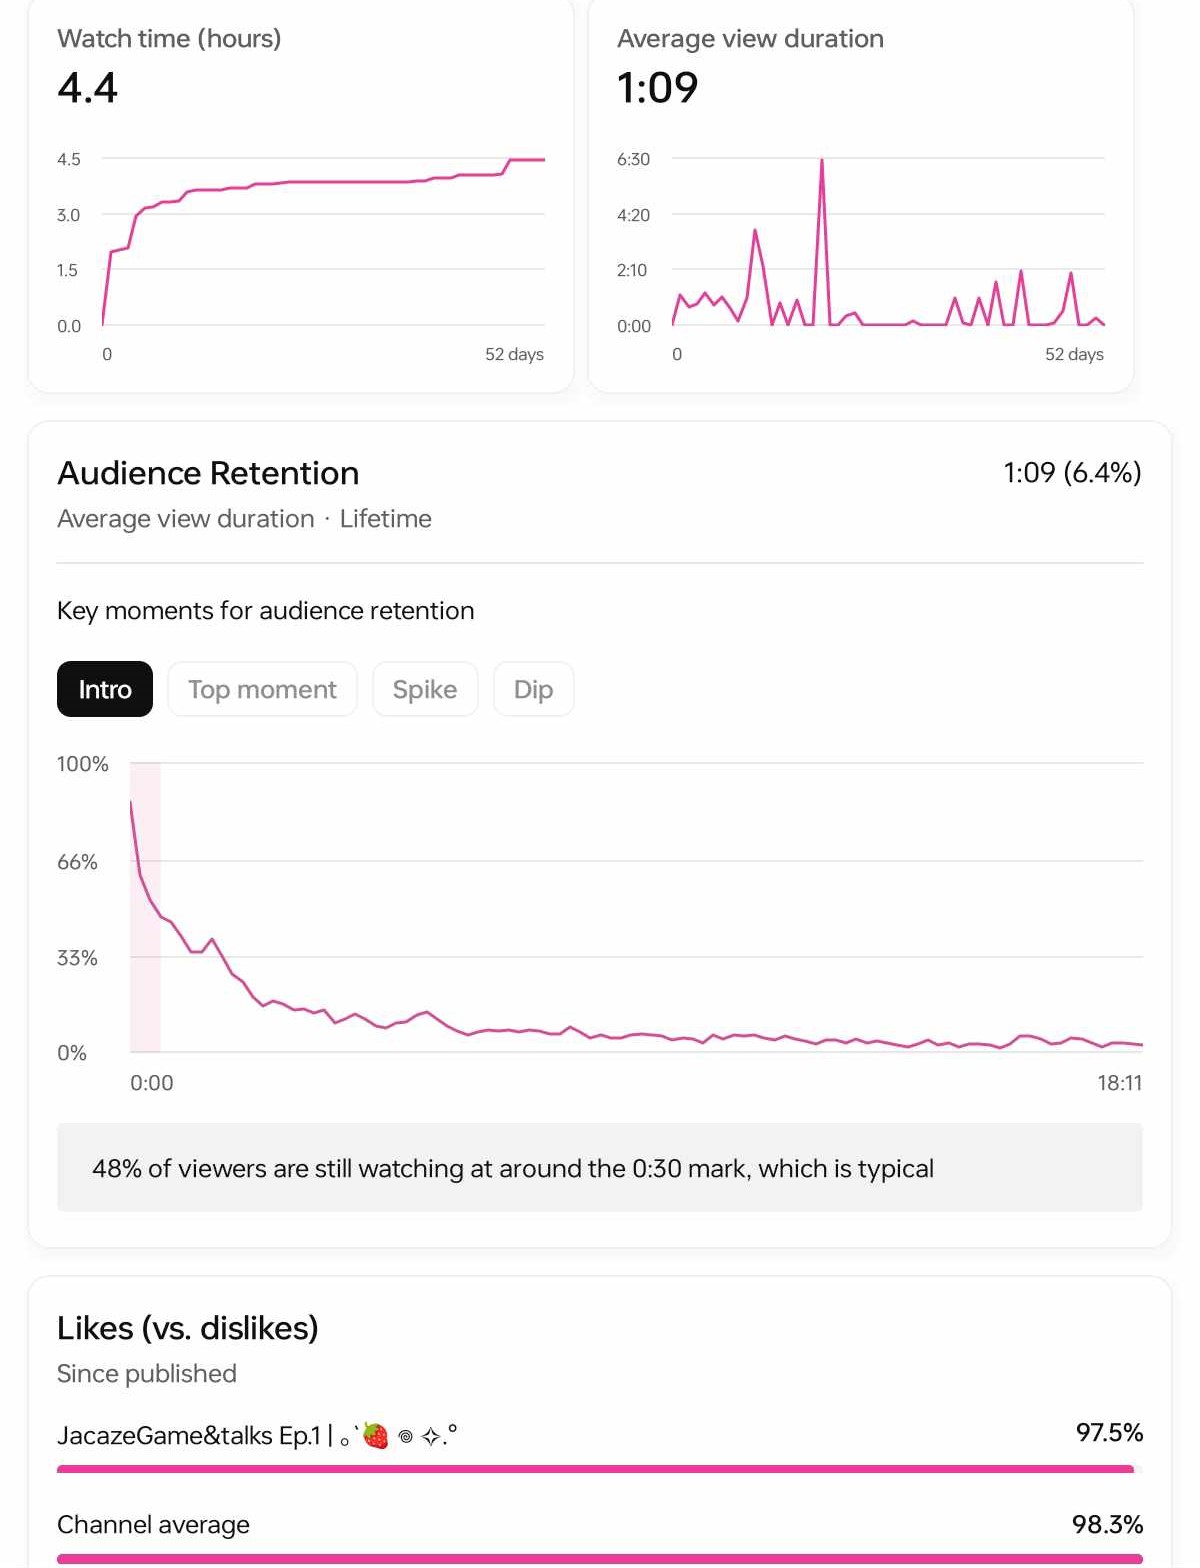 Watch time (hours)
4.4
4.5
3.0
1.5
0.0
0
52 days
Average view duration
1:09
6:30
4:20
2:10
0:00
0
52 days
Audience Retention
1:09 (6.4%)
Average view duration · Lifetime
Key moments for audience retention
Intro
Top moment
Spike
Dip
100%
66%
33%
0%
0:00
18:11
48% of viewers are still watching at around the 0:30 mark, which is typical
Likes (vs. dislikes)
Since published
JacazeGame&talks Ep.1 | ｡˚🍓 ๑ ✧.°
97.5%
Channel average
98.3%